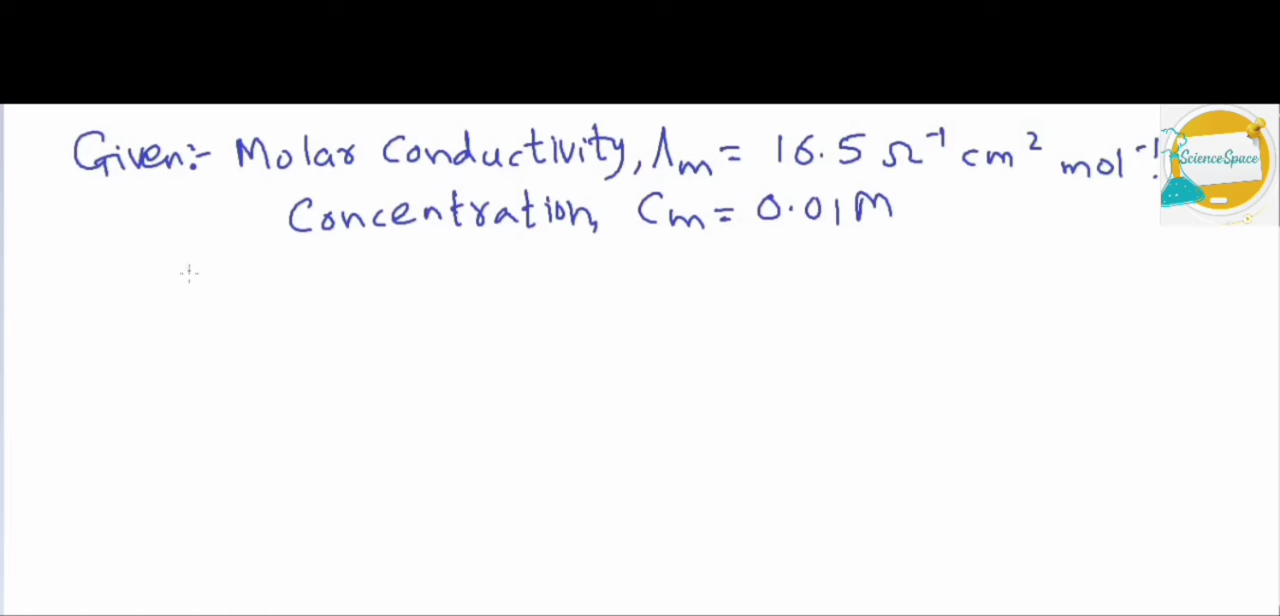 Given:- Molar Conductivity, Λm = 16.5 Ω⁻¹ cm² mol⁻¹
Concentration, Cm = 0.01 M
ScienceSpace